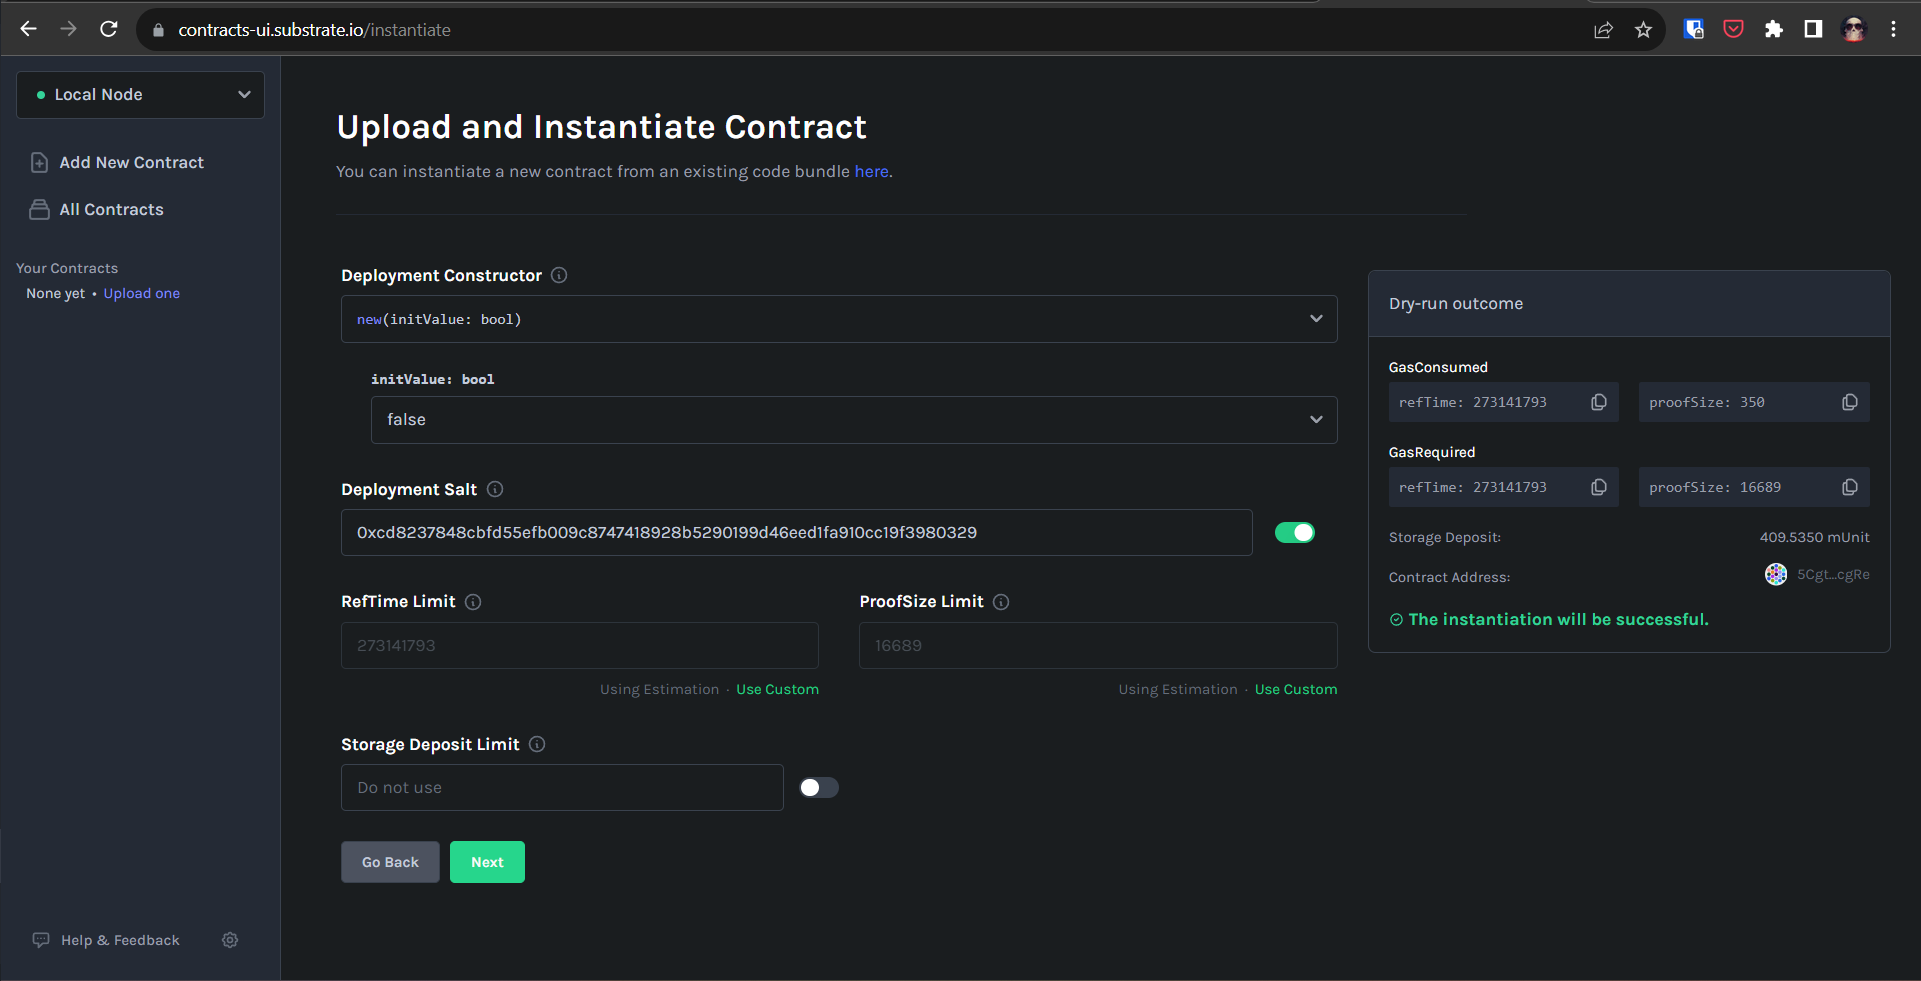 contracts-ui.substrate.io/instantiate
Local Node
Add New Contract
All Contracts
Your Contracts
None yet • Upload one
Help & Feedback
Upload and Instantiate Contract
You can instantiate a new contract from an existing code bundle here.
Deployment Constructor
new(initValue: bool)
initValue: bool
false
Deployment Salt
0xcd8237848cbfd55efb009c8747418928b5290199d46eed1fa910cc19f3980329
RefTime Limit
273141793
Using Estimation · Use Custom
ProofSize Limit
16689
Using Estimation · Use Custom
Storage Deposit Limit
Do not use
Go Back
Next
Dry-run outcome
GasConsumed
refTime: 273141793
proofSize: 350
GasRequired
refTime: 273141793
proofSize: 16689
Storage Deposit: 409.5350 mUnit
Contract Address: 5Cgt...cgRe
The instantiation will be successful.